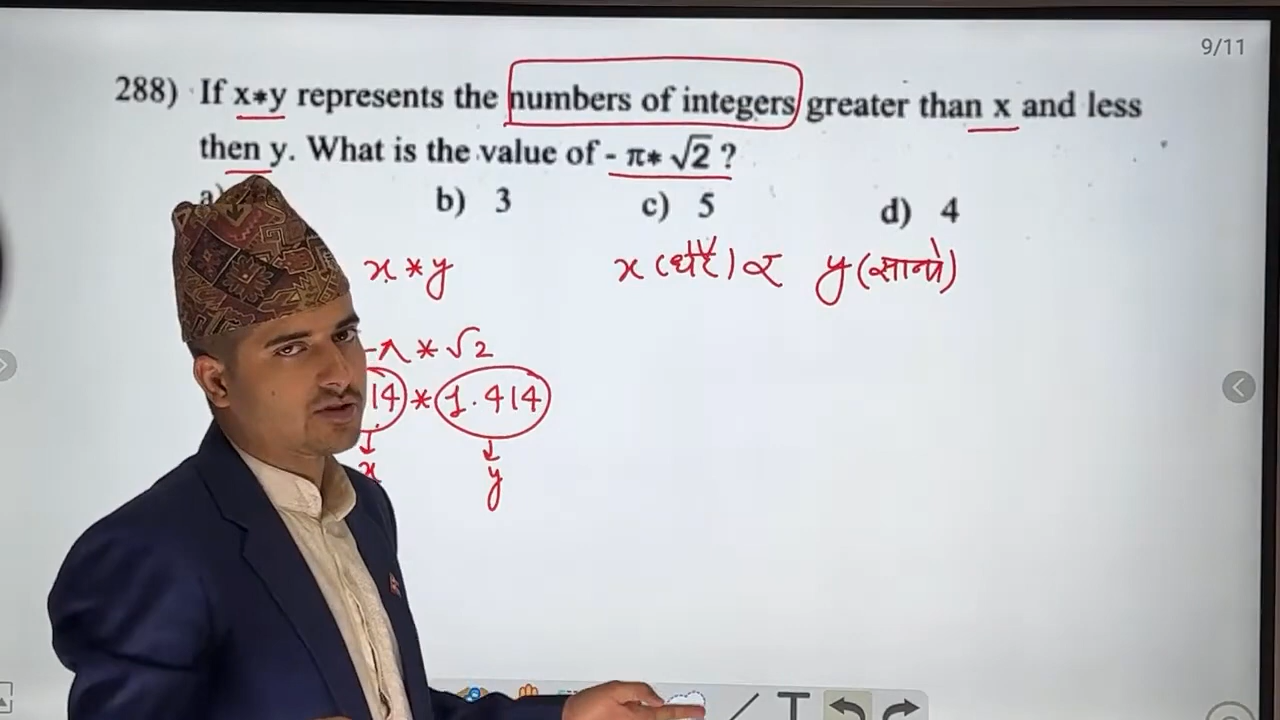 9/11
288) If x*y represents the numbers of integers greater than x and less
then y. What is the value of - π* √2 ?
a) b) 3 c) 5 d) 4
x * y x ( ) र y (सानो)
-π * √2
14 * 1.414
x y